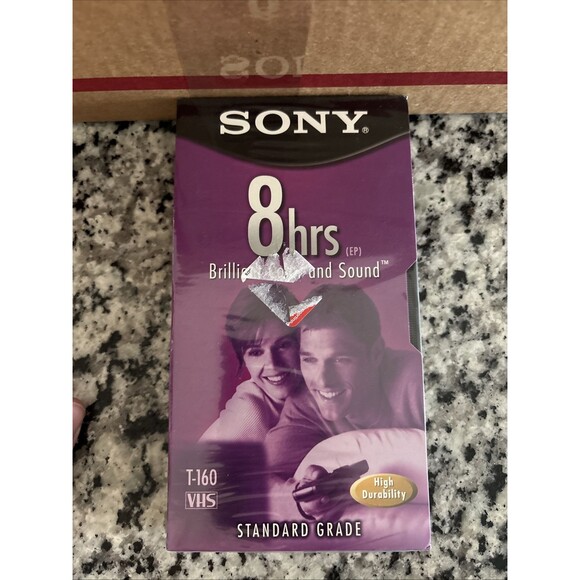 SONY®
8hrs (EP)
and Sound™
T-160
VHS
High
Durability
STANDARD GRADE